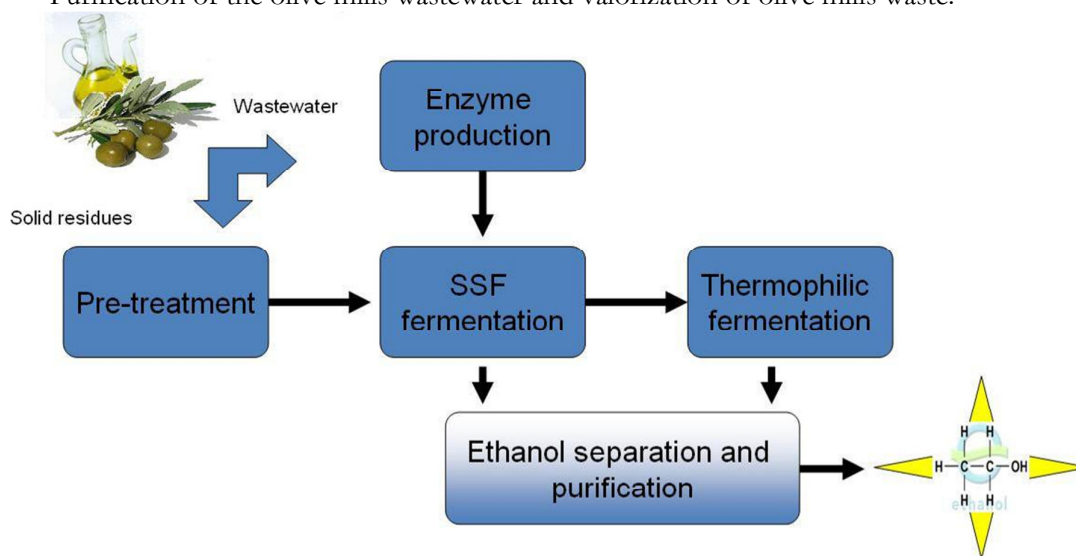 Purification of the olive mills wastewater and valorization of olive mills waste.
Wastewater
Enzyme
production
Solid residues
Pre-treatment
SSF
fermentation
Thermophilic
fermentation
Ethanol separation and
purification
H H
H-C-C-OH
H H
ethanol